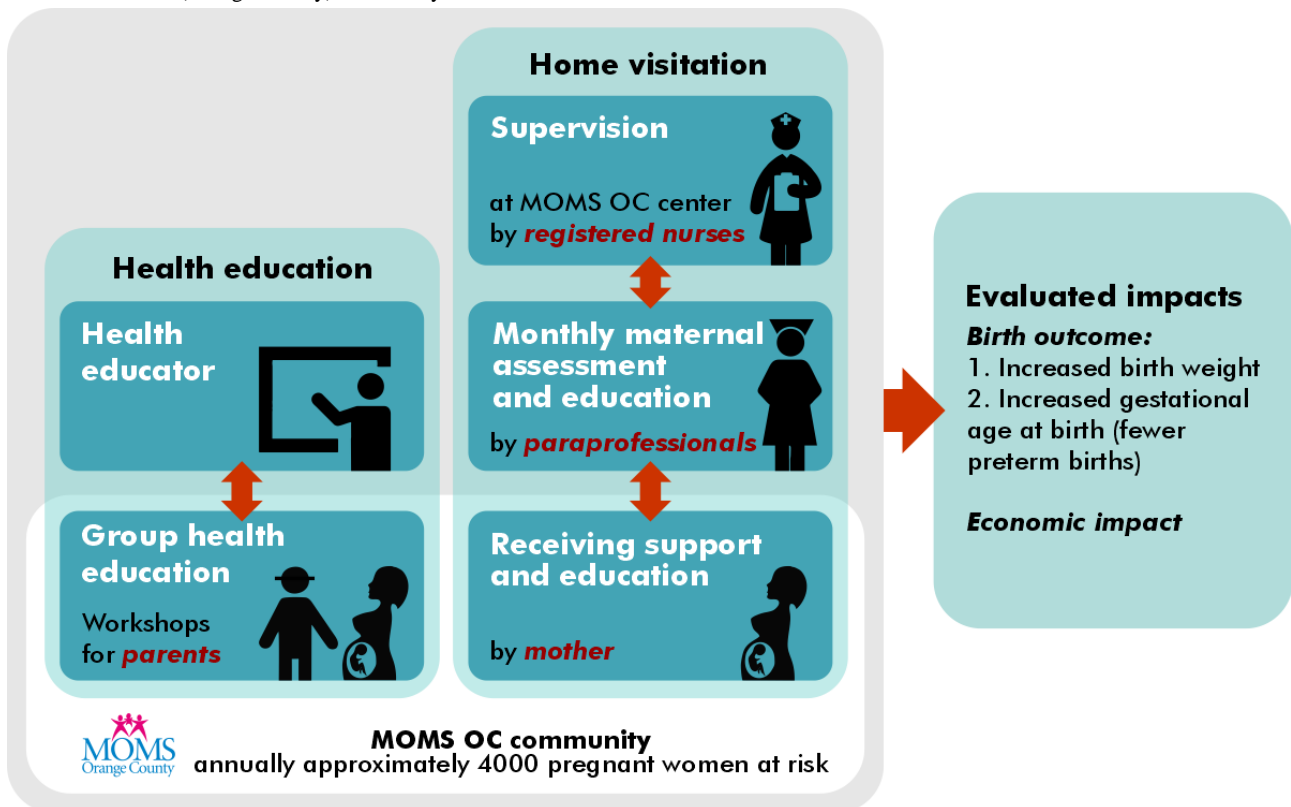 Home visitation
Supervision
at MOMS OC center
by registered nurses
Health education
Health
educator
Monthly maternal
assessment
and education
by paraprofessionals
Group health
education
Workshops
for parents
Receiving support
and education
by mother
MOMS
Orange County
MOMS OC community
annually approximately 4000 pregnant women at risk
Evaluated impacts
Birth outcome:
1. Increased birth weight
2. Increased gestational
age at birth (fewer
preterm births)
Economic impact